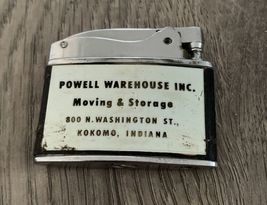 POWELL WAREHOUSE INC.
Moving & Storage
800 N. WASHINGTON ST.,
KOKOMO, INDIANA